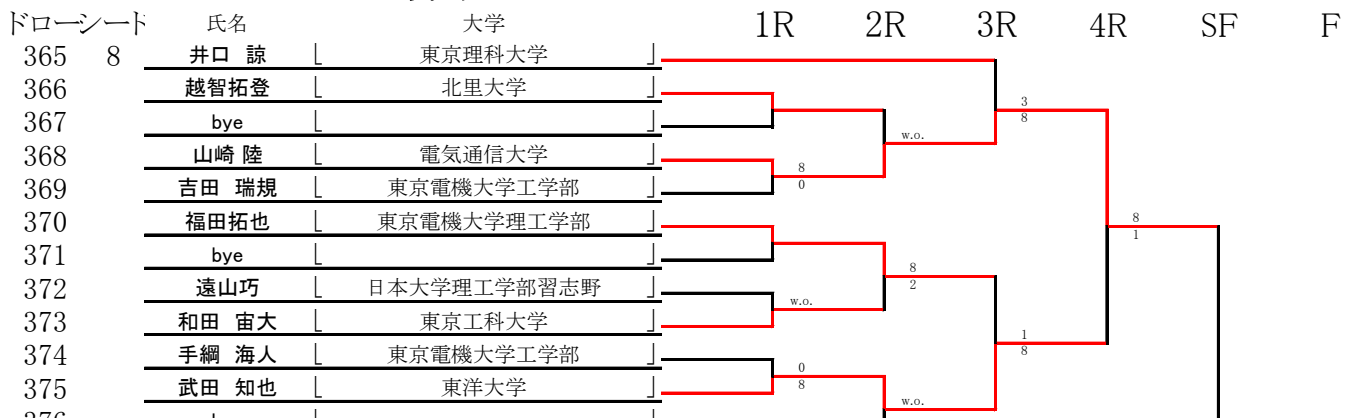 ドロー シード 氏名 大学 1R 2R 3R 4R SF F
365 8 井口 諒 [ 東京理科大学 ]
366 越智拓登 [ 北里大学 ]
3
367 bye [ ]
8
w.o.
368 山崎 陸 [ 電気通信大学 ]
8
369 吉田 瑞規 [ 東京電機大学工学部 ]
0
370 福田拓也 [ 東京電機大学理工学部 ]
8
1
371 bye [ ]
8
372 遠山巧 [ 日本大学理工学部習志野 ]
2
w.o.
373 和田 宙大 [ 東京工科大学 ]
1
374 手綱 海人 [ 東京電機大学工学部 ]
8
0
375 武田 知也 [ 東洋大学 ]
8
w.o.